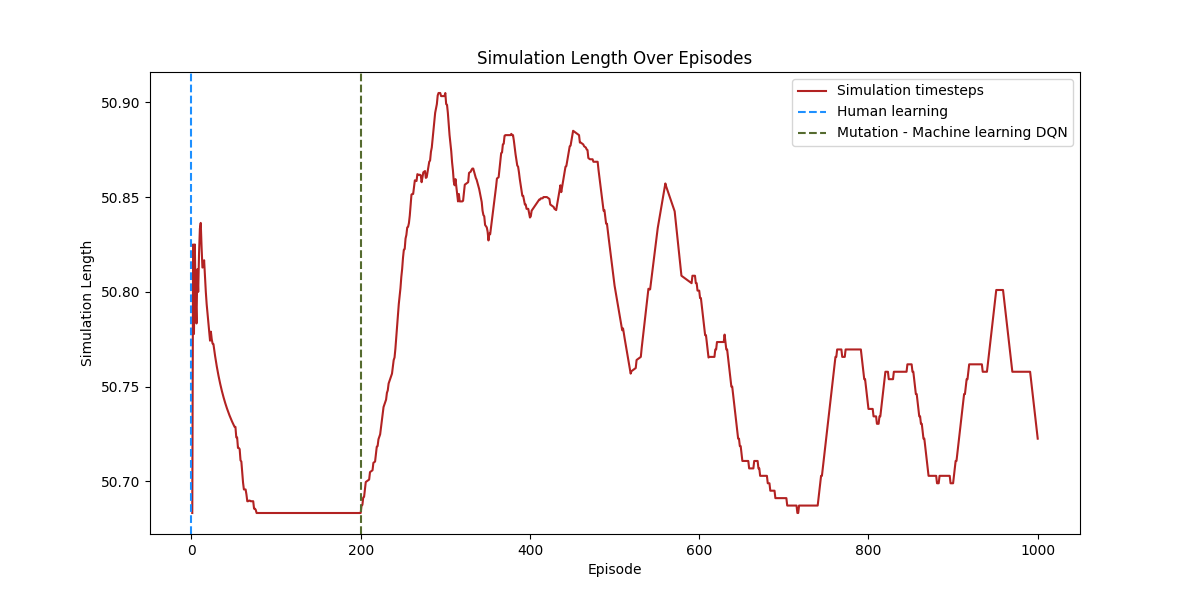 Simulation Length Over Episodes
Simulation Length
50.90
50.85
50.80
50.75
50.70
Simulation timesteps
Human learning
Mutation - Machine learning DQN
0 200 400 600 800 1000
Episode